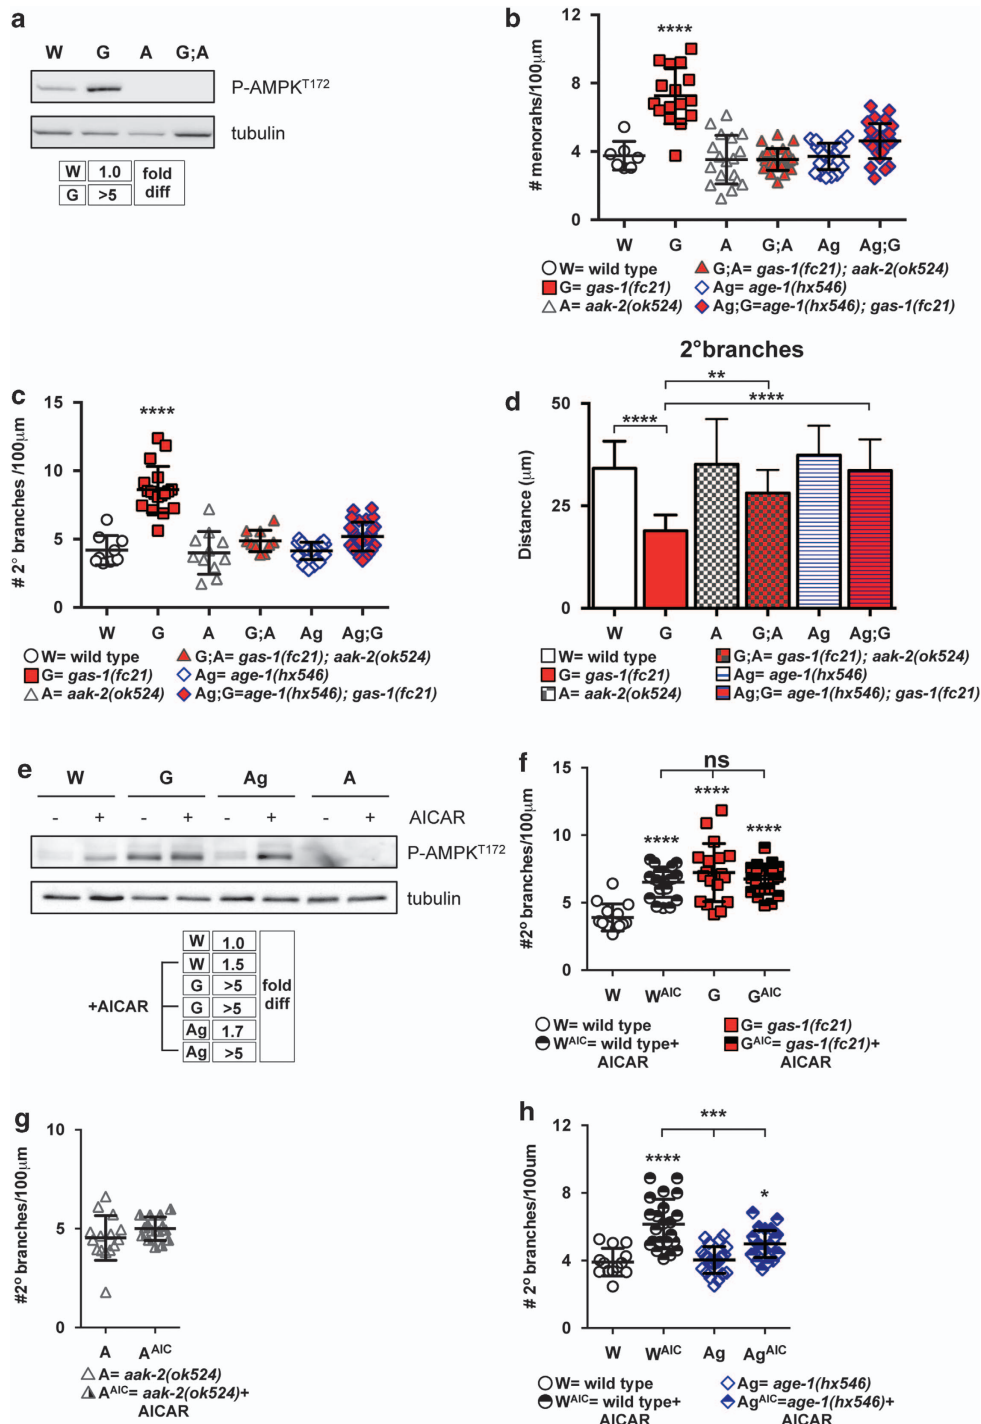 a
W G A G;A
P-AMPKT172
tubulin
W 1.0 fold diff
G >5
b
# menorahs/100μm
12
8
4
0
****
W G A G;A Ag Ag;G
W= wild type
G= gas-1(fc21)
A= aak-2(ok524)
G;A= gas-1(fc21); aak-2(ok524)
Ag= age-1(hx546)
Ag;G=age-1(hx546); gas-1(fc21)
c
# 2° branches /100μm
15
10
5
0
****
W G A G;A Ag Ag;G
W= wild type
G= gas-1(fc21)
A= aak-2(ok524)
G;A= gas-1(fc21); aak-2(ok524)
Ag= age-1(hx546)
Ag;G=age-1(hx546); gas-1(fc21)
2°branches
d
Distance (μm)
50
25
0
**
****
****
W G A G;A Ag Ag;G
W= wild type
G= gas-1(fc21)
A= aak-2(ok524)
G;A= gas-1(fc21); aak-2(ok524)
Ag= age-1(hx546)
Ag;G= age-1(hx546); gas-1(fc21)
e
W G Ag A
- + - + - + - + AICAR
P-AMPKT172
tubulin
+AICAR
W 1.0
W 1.5
G >5
G >5
Ag 1.7
Ag >5
fold diff
f
#2° branches/100μm
15
10
5
0
ns
****
****
****
W WAIC G GAIC
W= wild type
WAIC= wild type+
AICAR
G= gas-1(fc21)
GAIC= gas-1(fc21)+
AICAR
g
#2° branches/100μm
10
5
0
A AAIC
A= aak-2(ok524)
AAIC= aak-2(ok524)+
AICAR
h
# 2° branches/100um
12
8
4
0
***
****
*
W WAIC Ag AgAIC
W= wild type
WAIC= wild type+
AICAR
Ag= age-1(hx546)
AgAIC=age-1(hx546)+
AICAR